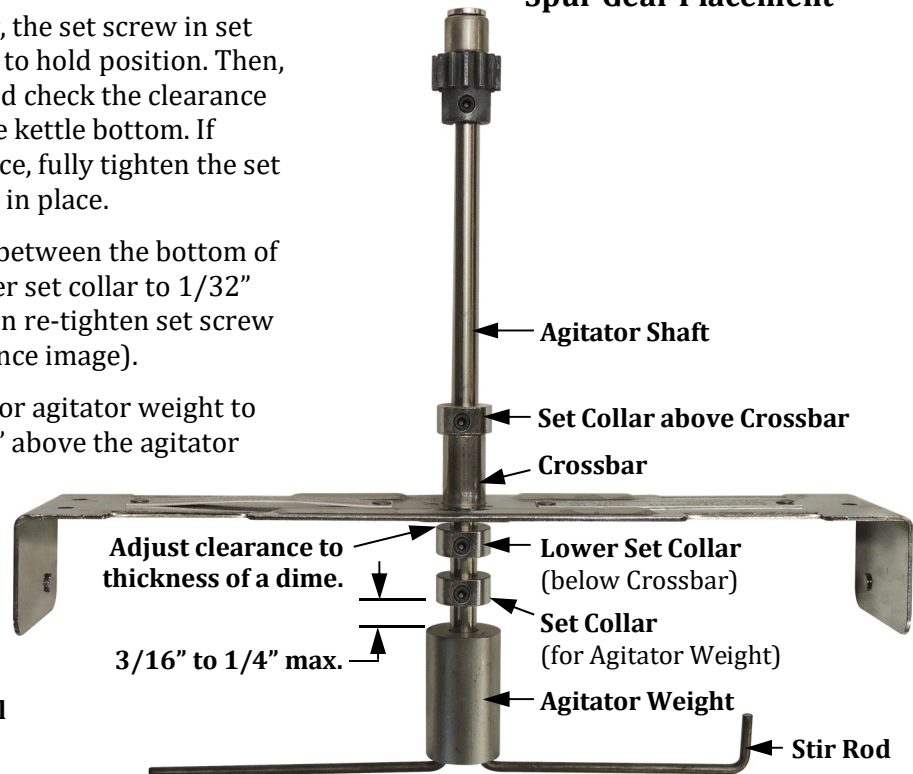 Spur Gear Placement
, the set screw in set
to hold position. Then,
d check the clearance
e kettle bottom. If
ce, fully tighten the set
in place.
between the bottom of
er set collar to 1/32”
n re-tighten set screw
nce image).
or agitator weight to
” above the agitator
Agitator Shaft
Set Collar above Crossbar
Crossbar
Adjust clearance to
thickness of a dime.
Lower Set Collar
(below Crossbar)
Set Collar
(for Agitator Weight)
3/16” to 1/4” max.
Agitator Weight
l
Stir Rod